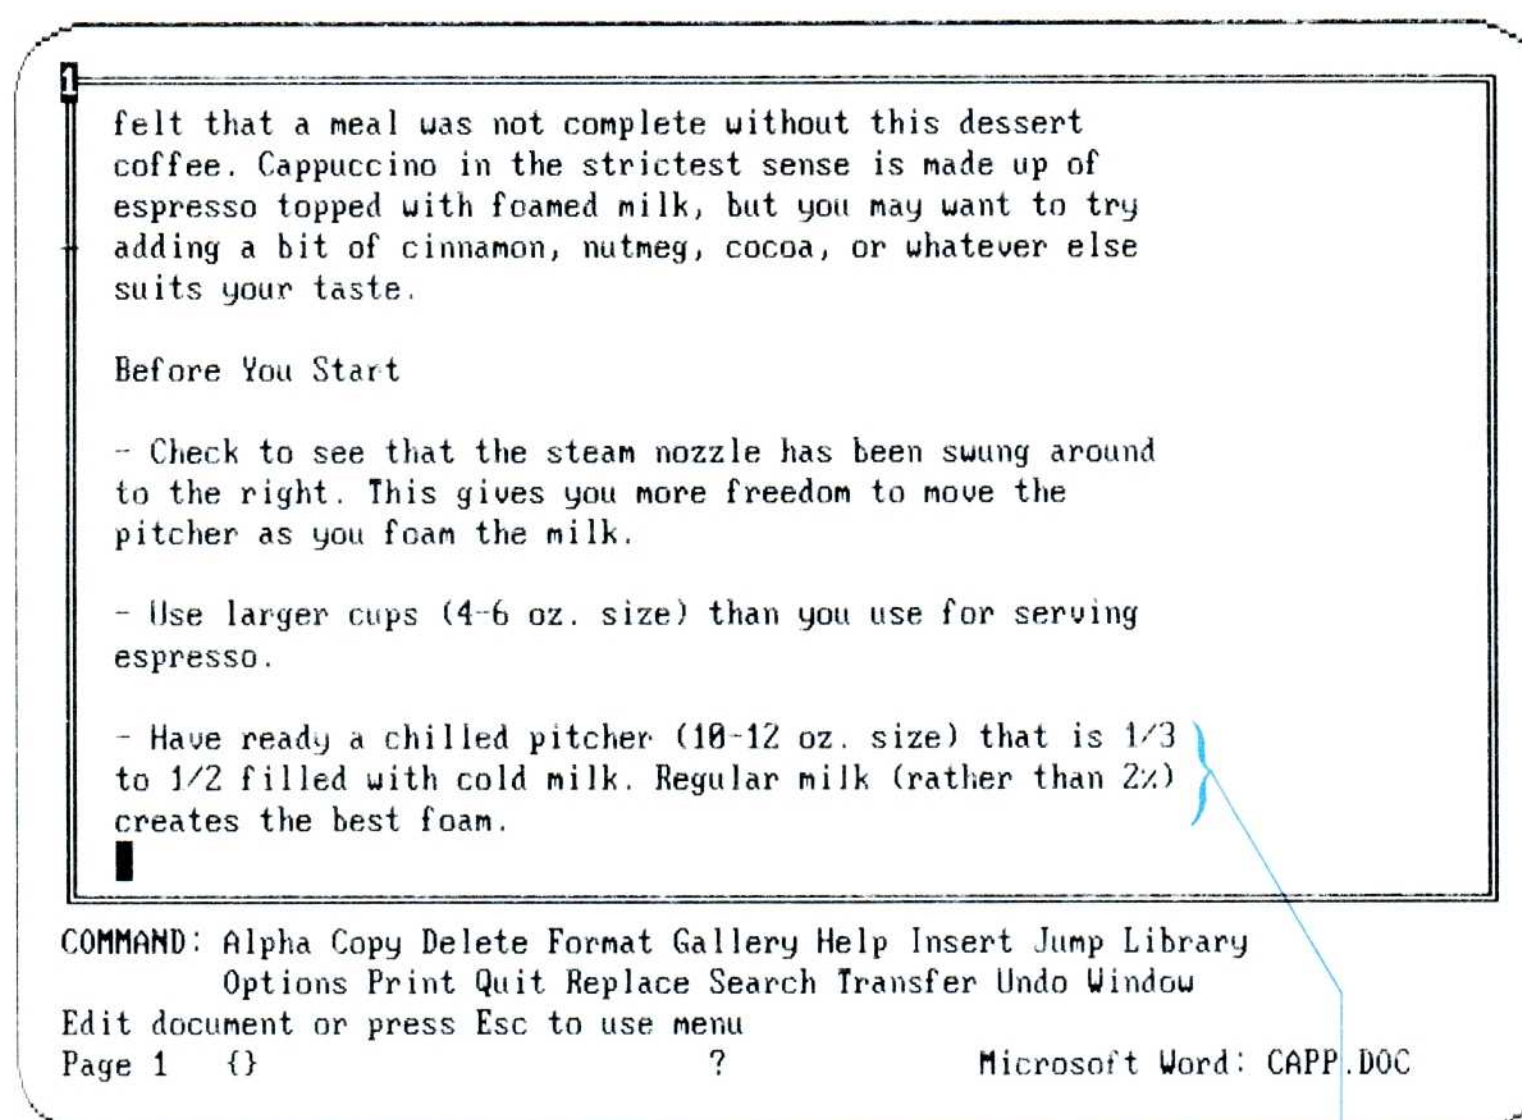 1
felt that a meal was not complete without this dessert
coffee. Cappuccino in the strictest sense is made up of
espresso topped with foamed milk, but you may want to try
adding a bit of cinnamon, nutmeg, cocoa, or whatever else
suits your taste.
Before You Start
- Check to see that the steam nozzle has been swung around
to the right. This gives you more freedom to move the
pitcher as you foam the milk.
- Use larger cups (4-6 oz. size) than you use for serving
espresso.
- Have ready a chilled pitcher (10-12 oz. size) that is 1/3
to 1/2 filled with cold milk. Regular milk (rather than 2%)
creates the best foam.
COMMAND: Alpha Copy Delete Format Gallery Help Insert Jump Library
Options Print Quit Replace Search Transfer Undo Window
Edit document or press Esc to use menu
Page 1 {} ? Microsoft Word: CAPP.DOC